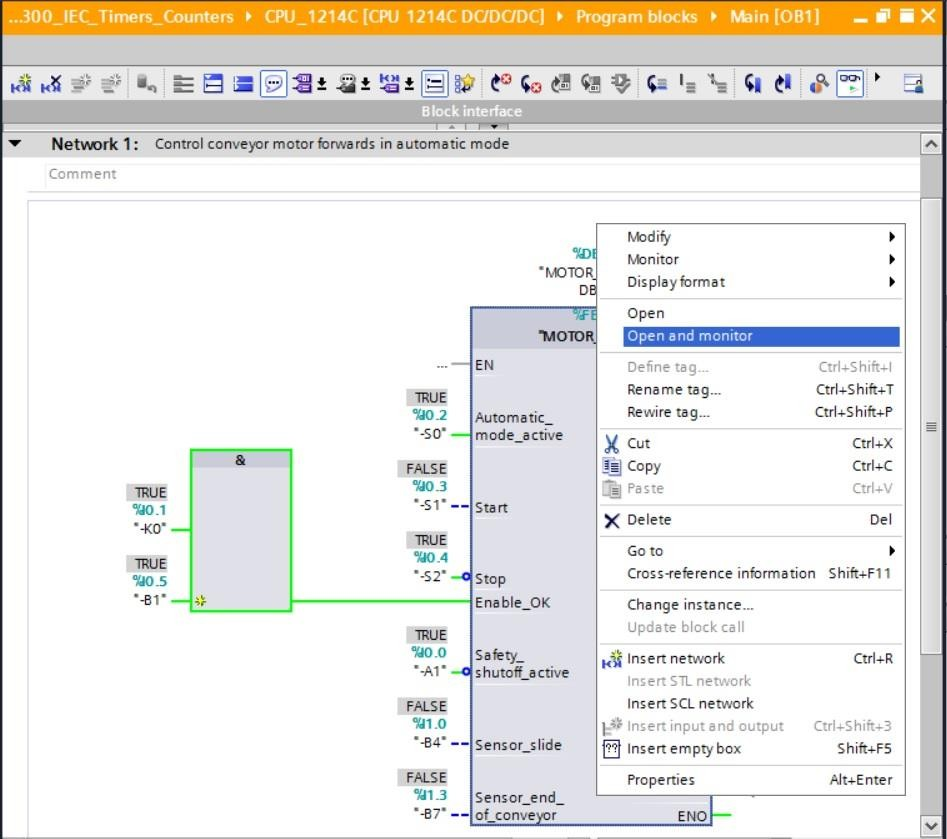 ...300_IEC_Timers_Counters ▸ CPU_1214C [CPU 1214C DC/DC/DC] ▸ Program blocks ▸ Main [OB1]
Block interface
Network 1: Control conveyor motor forwards in automatic mode
Comment
%DB
"MOTOR_
DB
%FB
"MOTOR_
... EN
TRUE
%I0.2
"-S0"
Automatic_
mode_active
FALSE
%I0.3
"-S1"
Start
TRUE
%I0.4
"-S2"
Stop
&
TRUE
%I0.1
"-K0"
TRUE
%I0.5
"-B1"
Enable_OK
TRUE
%I0.0
"-A1"
Safety_
shutoff_active
FALSE
%I1.0
"-B4"
Sensor_slide
FALSE
%I1.3
"-B7"
Sensor_end_
of_conveyor
ENO
Modify
Monitor
Display format
Open
Open and monitor
Define tag... Ctrl+Shift+I
Rename tag... Ctrl+Shift+T
Rewire tag... Ctrl+Shift+P
Cut Ctrl+X
Copy Ctrl+C
Paste Ctrl+V
Delete Del
Go to
Cross-reference information Shift+F11
Change instance...
Update block call
Insert network Ctrl+R
Insert STL network
Insert SCL network
Insert input and output Ctrl+Shift+3
?? Insert empty box Shift+F5
Properties Alt+Enter